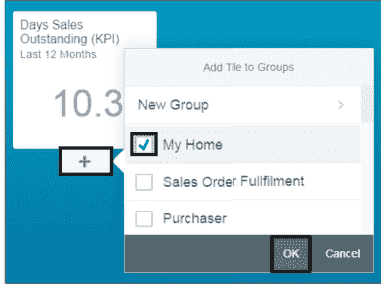 Days Sales
Outstanding (KPI)
Last 12 Months
10.3
+
Add Tile to Groups
New Group
My Home
Sales Order Fullfilment
Purchaser
OK Cancel